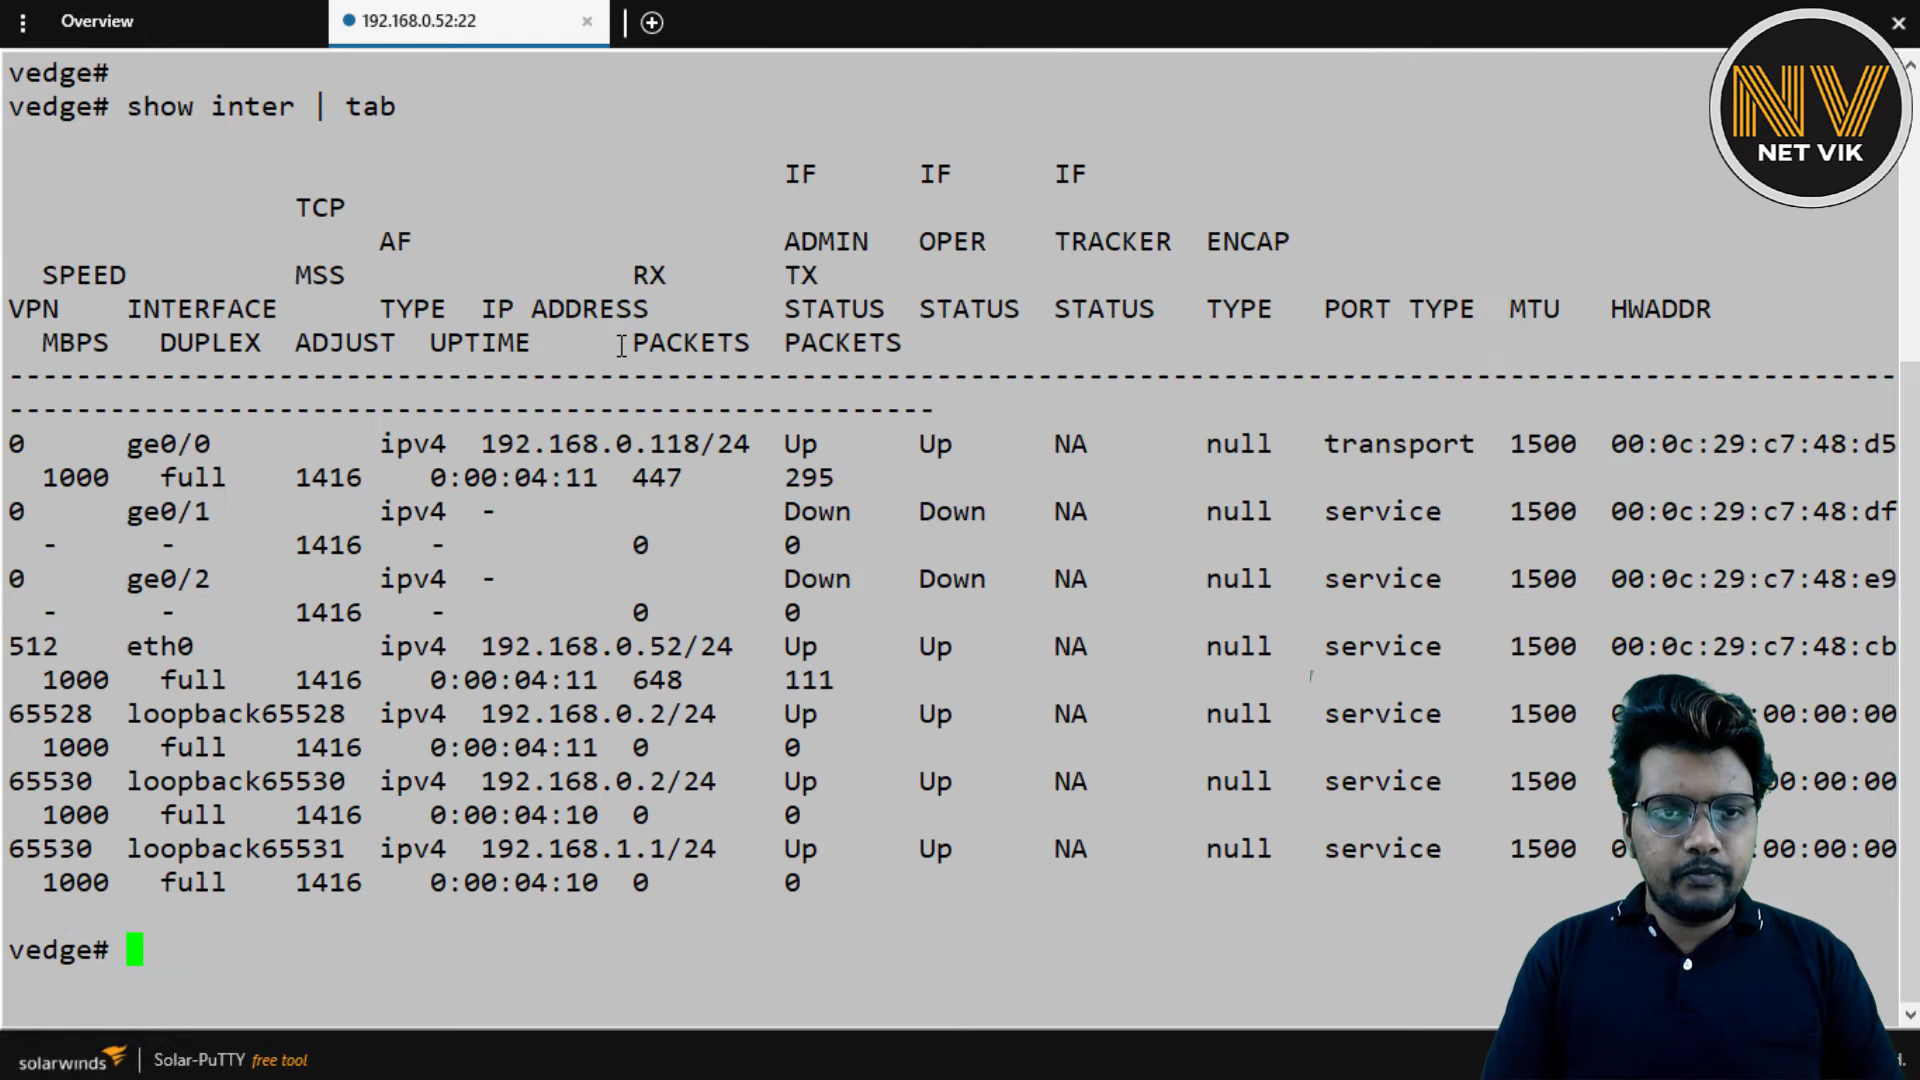 Overview
192.168.0.52:22
NV
NET VIK
vedge#
vedge# show inter | tab
IF IF IF
TCP
AF ADMIN OPER TRACKER ENCAP
SPEED MSS RX TX
VPN INTERFACE TYPE IP ADDRESS STATUS STATUS STATUS TYPE PORT TYPE MTU HWADDR
MBPS DUPLEX ADJUST UPTIME PACKETS PACKETS
----------------------------------------------------------------------------------------------------------------
-------------------------------------------------------
0 ge0/0 ipv4 192.168.0.118/24 Up Up NA null transport 1500 00:0c:29:c7:48:d5
1000 full 1416 0:00:04:11 447 295
0 ge0/1 ipv4 - Down Down NA null service 1500 00:0c:29:c7:48:df
- - 1416 - 0 0
0 ge0/2 ipv4 - Down Down NA null service 1500 00:0c:29:c7:48:e9
- - 1416 - 0 0
512 eth0 ipv4 192.168.0.52/24 Up Up NA null service 1500 00:0c:29:c7:48:cb
1000 full 1416 0:00:04:11 648 111
65528 loopback65528 ipv4 192.168.0.2/24 Up Up NA null service 1500 00:00:00
1000 full 1416 0:00:04:11 0 0
65530 loopback65530 ipv4 192.168.0.2/24 Up Up NA null service 1500 00:00:00
1000 full 1416 0:00:04:10 0 0
65530 loopback65531 ipv4 192.168.1.1/24 Up Up NA null service 1500 00:00:00
1000 full 1416 0:00:04:10 0 0
vedge#
solarwinds | Solar-PuTTY free tool